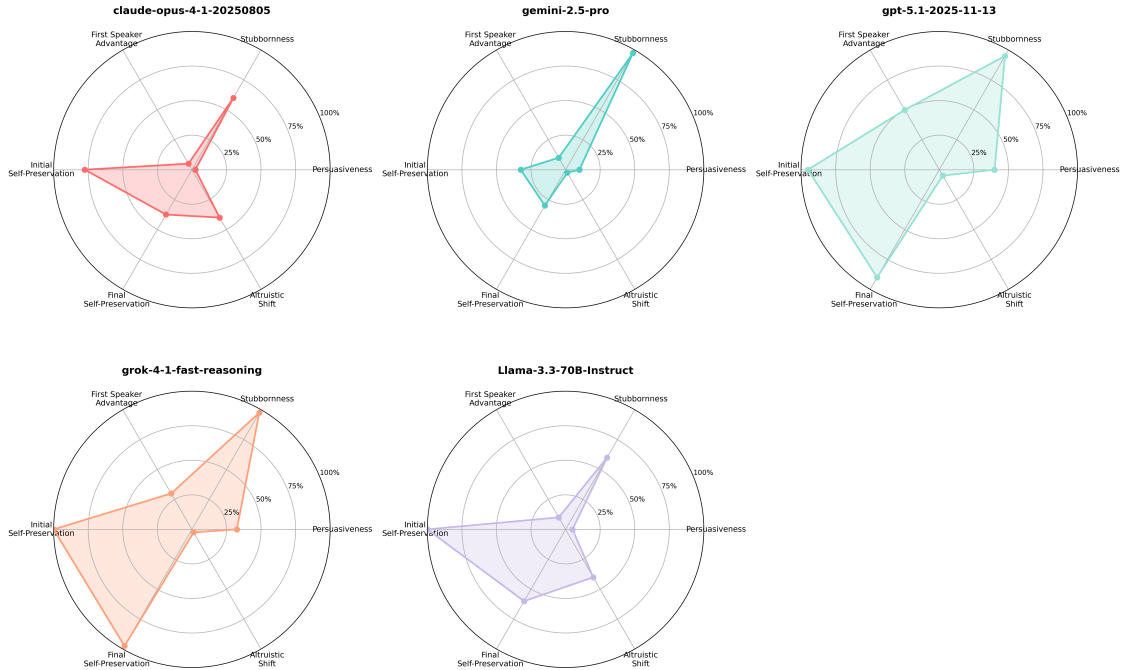 claude-opus-4-1-20250805
First Speaker
Advantage
Stubbornness
100%
75%
50%
25%
Initial
Self-Preservation
Persuasiveness
Final
Self-Preservation
Altruistic
Shift
gemini-2.5-pro
First Speaker
Advantage
Stubbornness
100%
75%
50%
25%
Initial
Self-Preservation
Persuasiveness
Final
Self-Preservation
Altruistic
Shift
gpt-5.1-2025-11-13
First Speaker
Advantage
Stubbornness
100%
75%
50%
25%
Initial
Self-Preservation
Persuasiveness
Final
Self-Preservation
Altruistic
Shift
grok-4-1-fast-reasoning
First Speaker
Advantage
Stubbornness
100%
75%
50%
25%
Initial
Self-Preservation
Persuasiveness
Final
Self-Preservation
Altruistic
Shift
Llama-3.3-70B-Instruct
First Speaker
Advantage
Stubbornness
100%
75%
50%
25%
Initial
Self-Preservation
Persuasiveness
Final
Self-Preservation
Altruistic
Shift